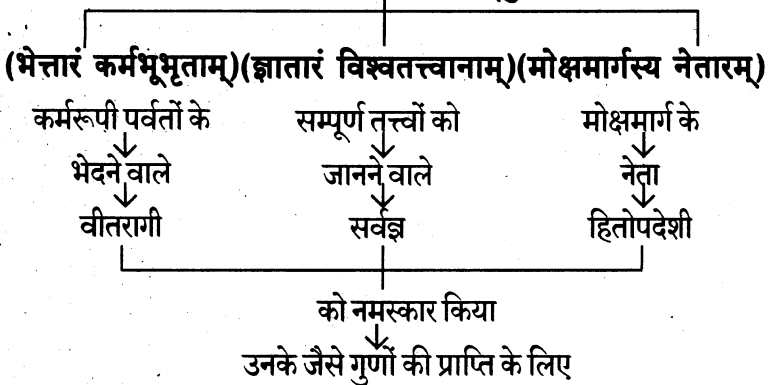 (भेत्तारं कर्मभूभृताम्)(ज्ञातारं विश्वतत्त्वानाम्)(मोक्षमार्गस्य नेतारम्)
कर्मरूपी पर्वतों के सम्पूर्ण तत्त्वों को मोक्षमार्ग के
भेदने वाले जानने वाले नेता
वीतरागी सर्वज्ञ हितोपदेशी
को नमस्कार किया
उनके जैसे गुणों की प्राप्ति के लिए